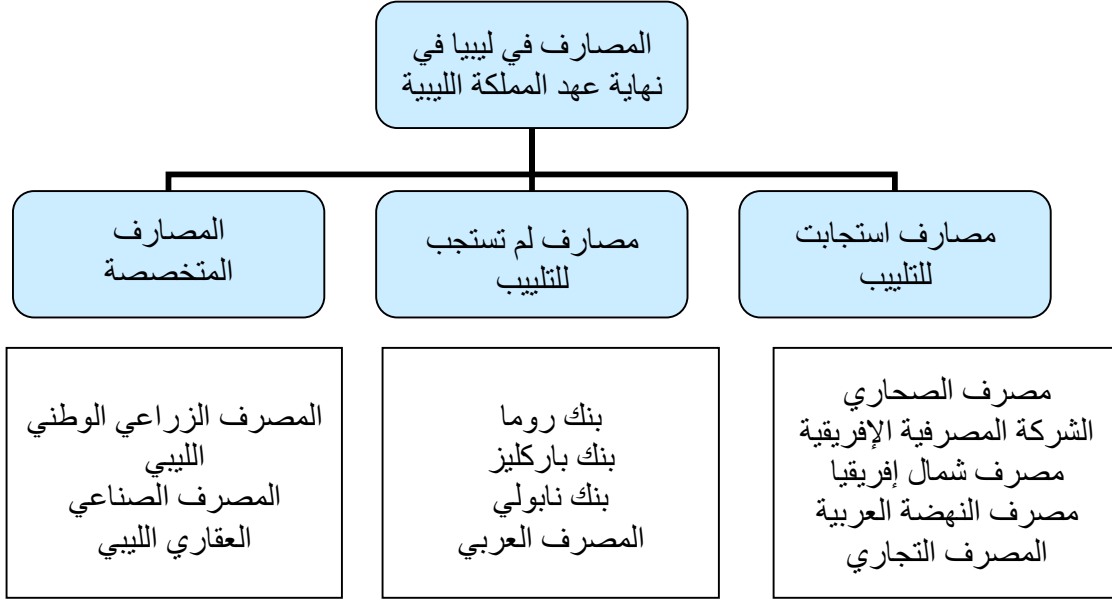 المصارف في ليبيا في
نهاية عهد المملكة الليبية
مصارف استجابت
للتلييب
مصارف لم تستجب
للتلييب
المصارف
المتخصصة
مصرف الصحاري
الشركة المصرفية الإفريقية
مصرف شمال إفريقيا
مصرف النهضة العربية
المصرف التجاري
بنك روما
بنك باركليز
بنك نابولي
المصرف العربي
المصرف الزراعي الوطني
الليبي
المصرف الصناعي
العقاري الليبي